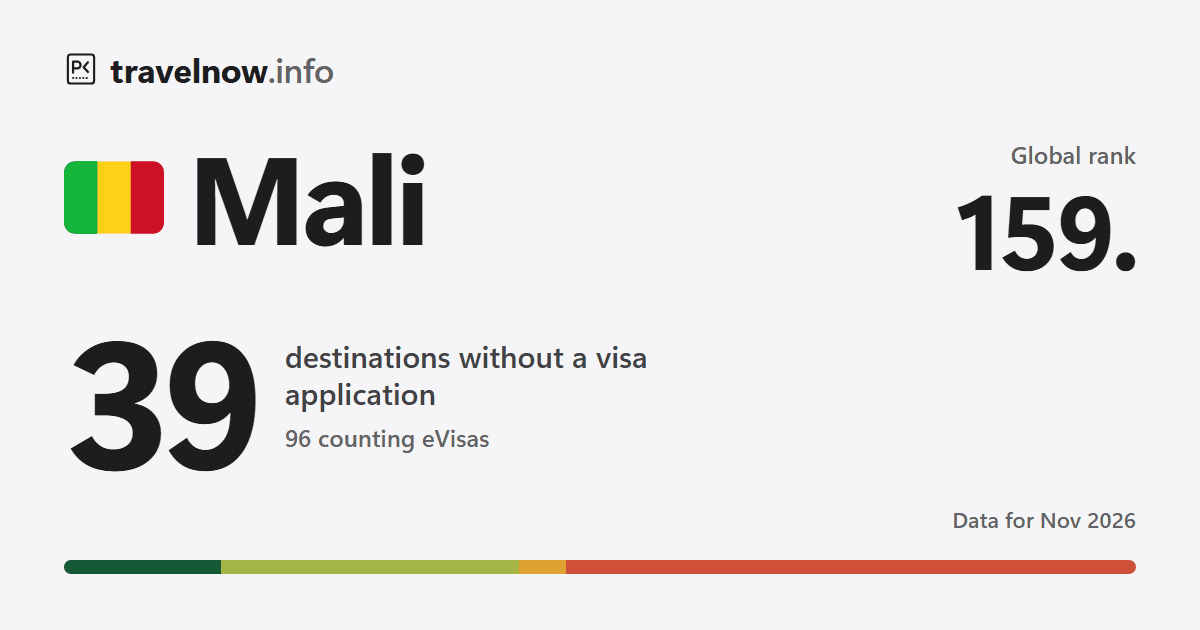 travelnow.info
Mali
Global rank
159.
39
destinations without a visa
application
96 counting eVisas
Data for Nov 2026